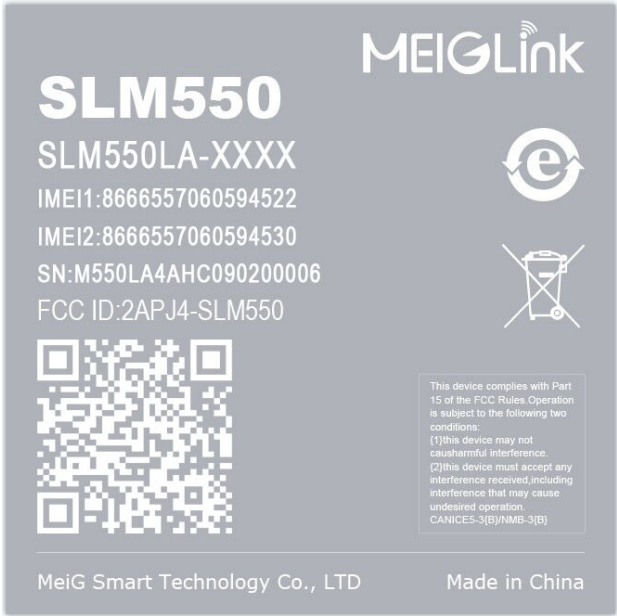 MEIGLink
SLM550
SLM550LA-XXXX
IMEI1:8666557060594522
IMEI2:8666557060594530
SN:M550LA4AHC090200006
FCC ID:2APJ4-SLM550
e
This device complies with Part
15 of the FCC Rules.Operation
is subject to the following two
conditions:
{1}this device may not
causharmful interference.
{2}this device must accept any
interference received,including
interference that may cause
undesired operation.
CANICE5-3{B}/NMB-3{B}
MeiG Smart Technology Co., LTD
Made in China